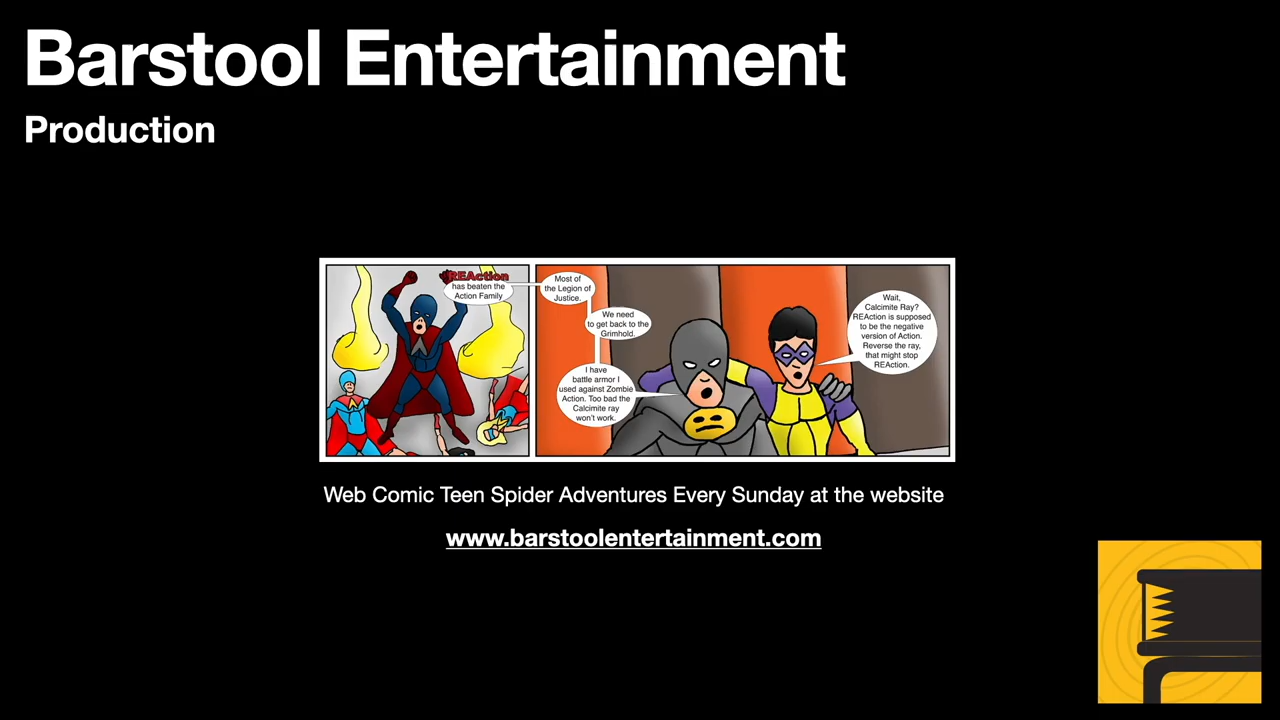 Barstool Entertainment
Production
REAction
has beaten the
Action Family
Most of
the Legion of
Justice.
We need
to get back to the
Grimhold.
I have
battle armor I
used against Zombie
Action. Too bad the
Calcimite ray
won't work.
Wait,
Calcimite Ray?
REAction is supposed
to be the negative
version of Action.
Reverse the ray,
that might stop
REAction.
Web Comic Teen Spider Adventures Every Sunday at the website
www.barstoolentertainment.com